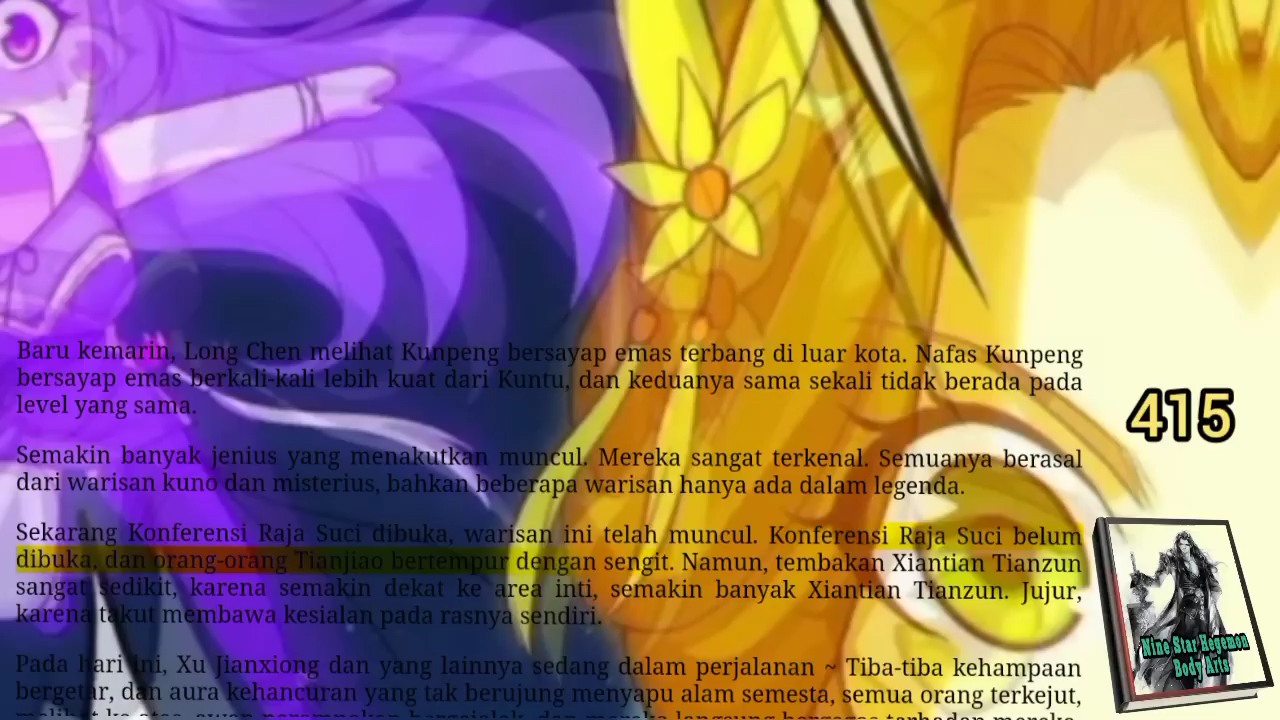 Baru kemarin, Long Chen melihat Kunpeng bersayap emas terbang di luar kota. Nafas Kunpeng
bersayap emas berkali-kali lebih kuat dari Kuntu, dan keduanya sama sekali tidak berada pada
level yang sama.
Semakin banyak jenius yang menakutkan muncul. Mereka sangat terkenal. Semuanya berasal
dari warisan kuno dan misterius, bahkan beberapa warisan hanya ada dalam legenda.
Sekarang Konferensi Raja Suci dibuka, warisan ini telah muncul. Konferensi Raja Suci belum
dibuka, dan orang-orang Tianjiao bertempur dengan sengit. Namun, tembakan Xiantian Tianzun
sangat sedikit, karena semakin dekat ke area inti, semakin banyak Xiantian Tianzun. Jujur,
karena takut membawa kesialan pada rasnya sendiri.
Pada hari ini, Xu Jianxiong dan yang lainnya sedang dalam perjalanan ~ Tiba-tiba kehampaan
bergetar, dan aura kehancuran yang tak berujung menyapu alam semesta, semua orang terkejut,
415
Nine Star Hegemon
Body Arts